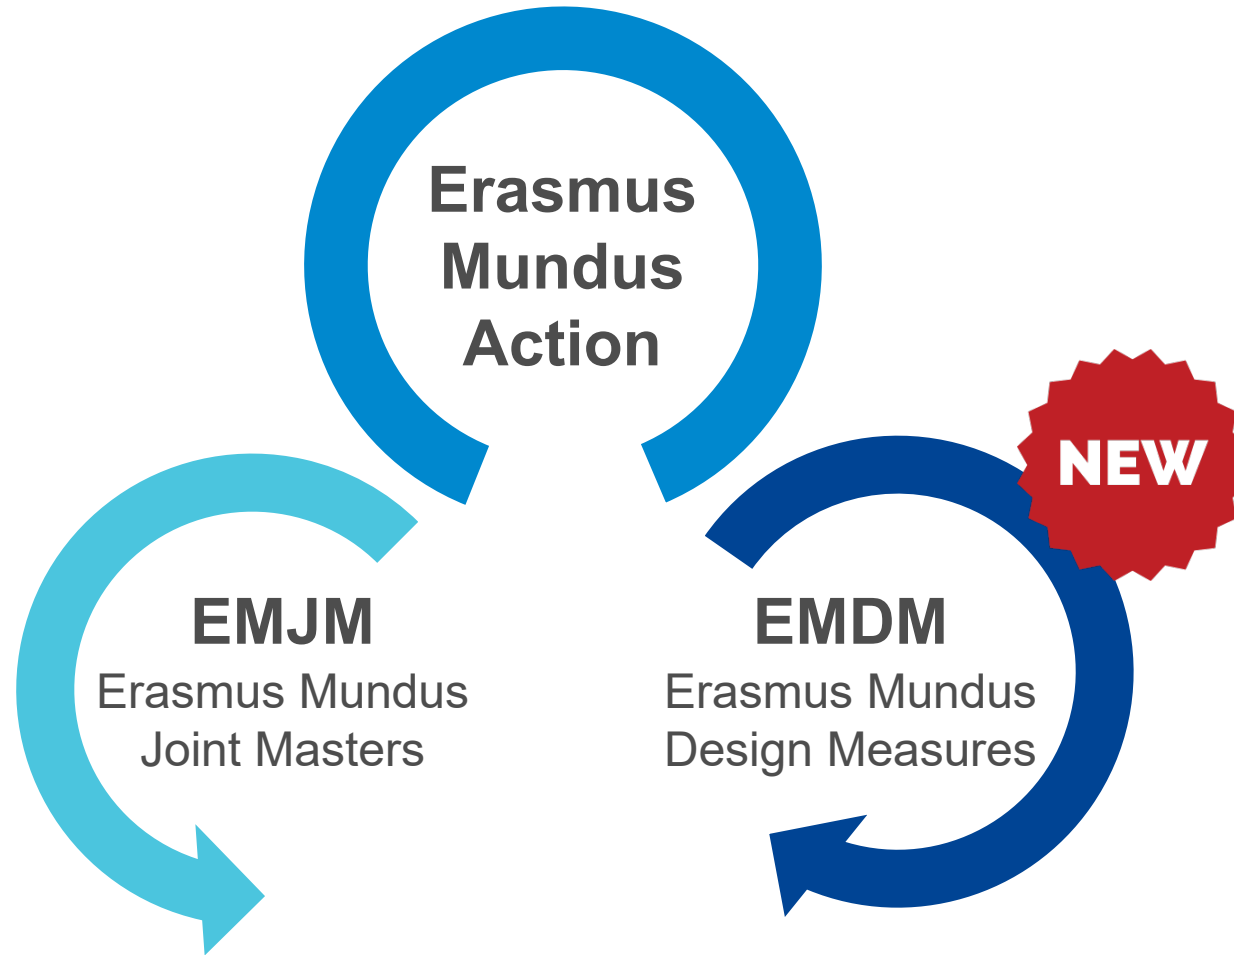 Erasmus
Mundus
Action
NEW
EMJM
Erasmus Mundus
Joint Masters
EMDM
Erasmus Mundus
Design Measures